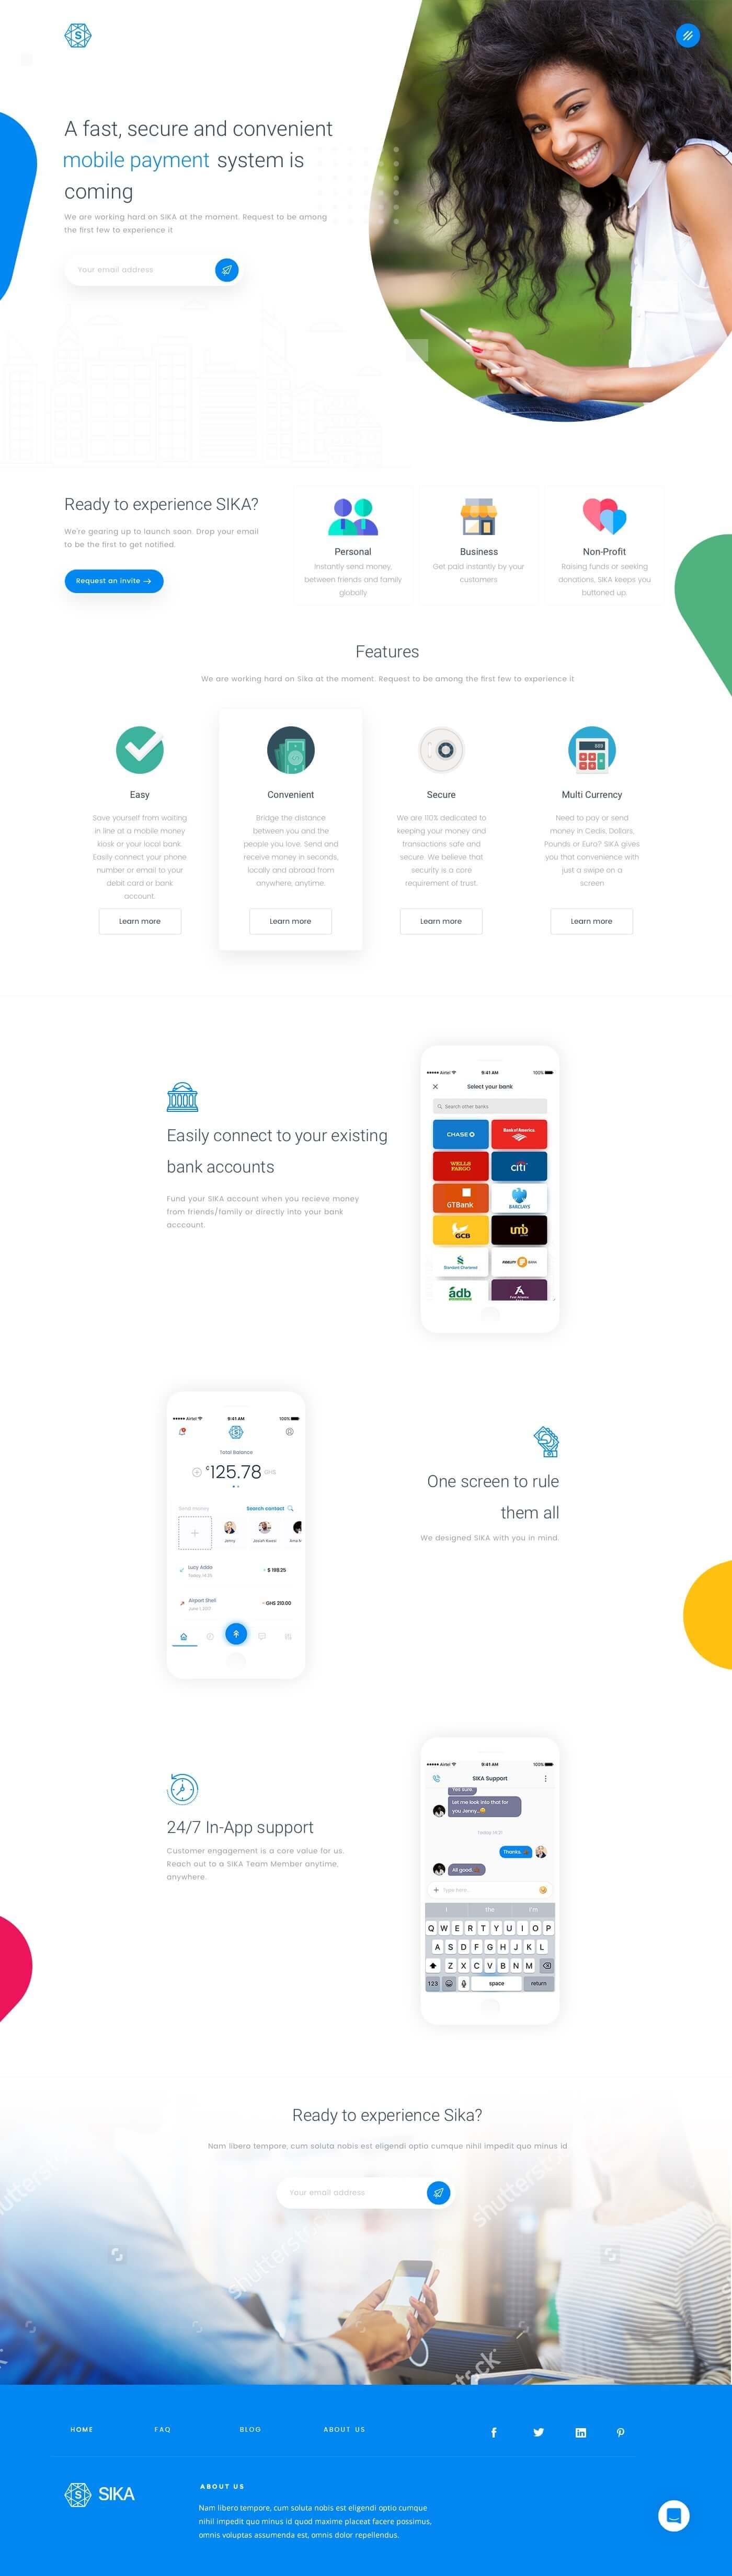 S
A fast, secure and convenient
mobile payment system is
coming
We are working hard on SIKA at the moment. Request to be among
the first few to experience it
Your email address
Ready to experience SIKA?
We're gearing up to launch soon. Drop your email
to be the first to get notified.
Request an invite →
Personal
Instantly send money,
between friends and family
globally
Business
Get paid instantly by your
customers
Non-Profit
Raising funds or seeking
donations, SIKA keeps you
buttoned up.
Features
We are working hard on Sika at the moment. Request to be among the first few to experience it
Easy
Save yourself from waiting
in line at a mobile money
kiosk or your local bank.
Easily connect your phone
number or email to your
debit card or bank
account.
Learn more
Convenient
Bridge the distance
between you and the
people you love. Send and
receive money in seconds,
locally and abroad from
anywhere, anytime.
Learn more
Secure
We are 110% dedicated to
keeping your money and
transactions safe and
secure. We believe that
security is a core
requirement of trust.
Learn more
Multi Currency
Need to pay or send
money in Cedis, Dollars,
Pounds or Euro? SIKA gives
you that convenience with
just a swipe on a
screen
Learn more
Easily connect to your existing
bank accounts
Fund your SIKA account when you recieve money
from friends/family or directly into your bank
acccount.
Airtel 9:41 AM 100%
Select your bank
Search other banks
CHASE
Bank of America
WELLS
FARGO
citi
GTBank
BARCLAYS
GCB
umb
Standard Chartered
FIDELITY BANK
adb
Airtel 9:41 AM 100%
S
Total Balance
¢125.78 GHS
Send money
Search contact
Jenny
Lucy Addo
- $ 1193.25
Airport Shell
June 1, 2017
- GHS 210.00
One screen to rule
them all
We designed SIKA with you in mind.
24/7 In-App support
Customer engagement is a core value for us.
Reach out to a SIKA Team Member anytime,
anywhere.
Airtel 9:41 AM 100%
SIKA Support
Yes sure.
Let me look into that for
you Jenny...
Thanks.
All good.
Type here...
I the I'm
Q W E R T Y U I O P
A S D F G H J K L
Z X C V B N M
123 space return
Ready to experience Sika?
Nam libero tempore, cum soluta nobis est eligendi optio cumque nihil impedit quo minus id
Your email address
shutterstock
HOME FAQ BLOG ABOUT US
S SIKA
ABOUT US
Nam libero tempore, cum soluta nobis est eligendi optio cumque
nihil impedit quo minus id quod maxime placeat facere possimus,
omnis voluptas assumenda est, omnis dolor repellendus.